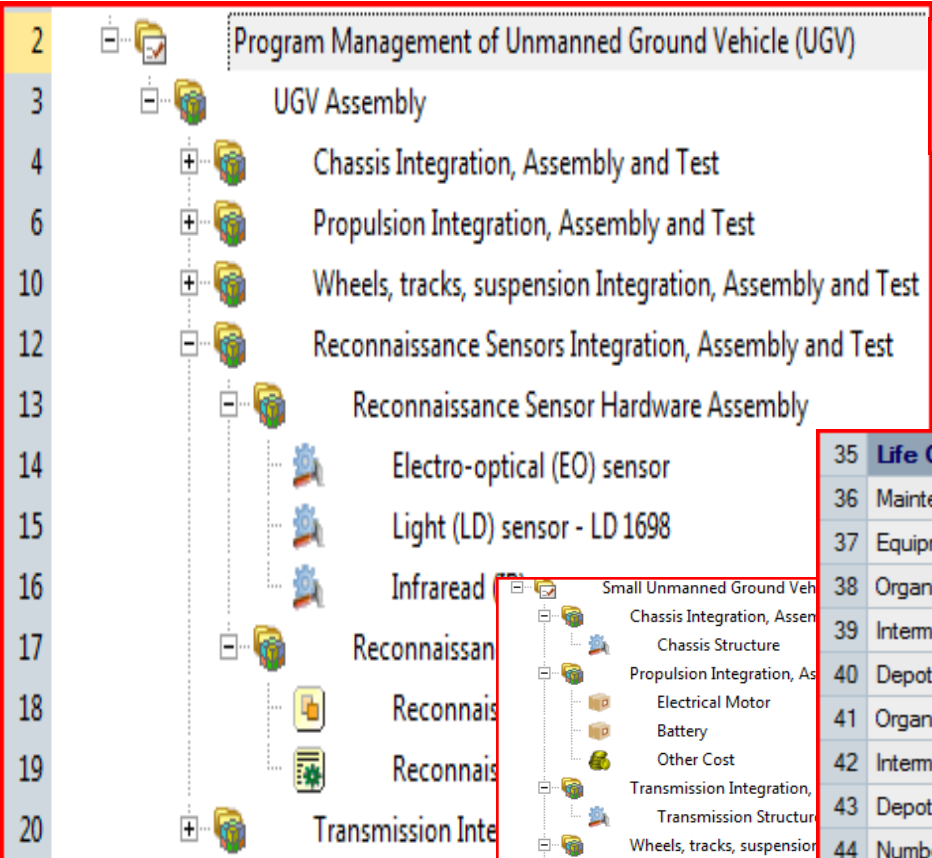 2 Program Management of Unmanned Ground Vehicle (UGV)
3 UGV Assembly
4 Chassis Integration, Assembly and Test
6 Propulsion Integration, Assembly and Test
10 Wheels, tracks, suspension Integration, Assembly and Test
12 Reconnaissance Sensors Integration, Assembly and Test
13 Reconnaissance Sensor Hardware Assembly
14 Electro-optical (EO) sensor
15 Light (LD) sensor - LD 1698
16 Infraread
17 Reconnaissan
18 Reconnais
19 Reconnais
20 Transmission Inte
Small Unmanned Ground Veh
Chassis Integration, Assem
Chassis Structure
Propulsion Integration, As
Electrical Motor
Battery
Other Cost
Transmission Integration,
Transmission Structur
Wheels, tracks, suspension
35 Life
36 Mainte
37 Equip
38 Organ
39 Interm
40 Depot
41 Organ
42 Interm
43 Depot
44 Numb